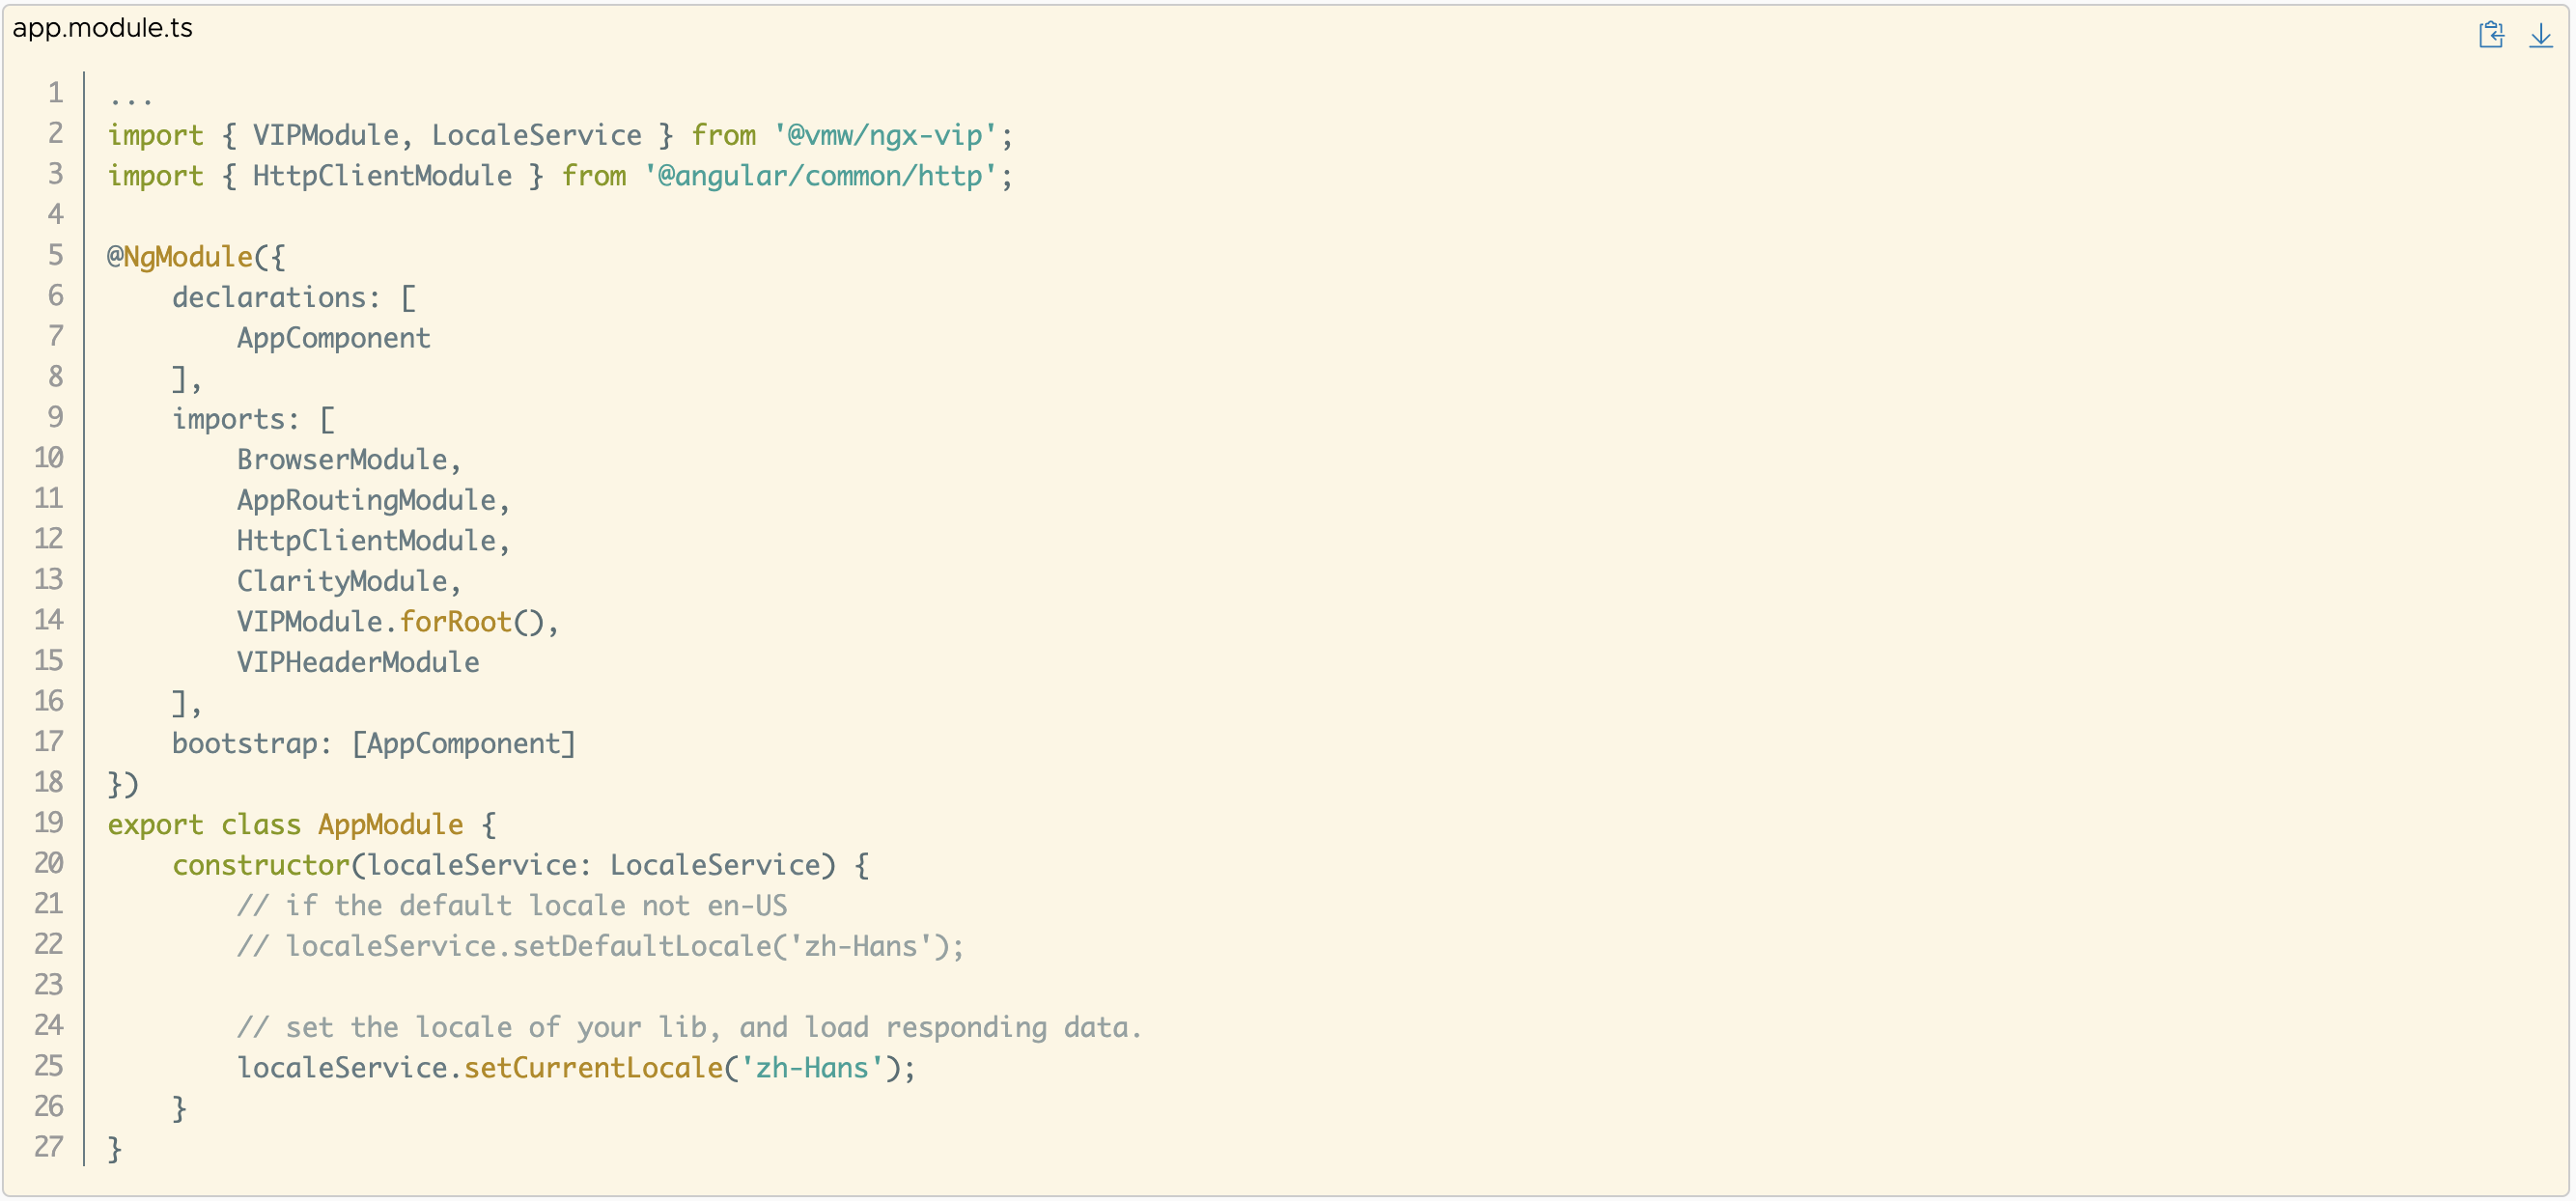 app.module.ts
1 ...
2 import { VIPModule, LocaleService } from '@vmw/ngx-vip';
3 import { HttpClientModule } from '@angular/common/http';
4
5 @NgModule({
6     declarations: [
7         AppComponent
8     ],
9     imports: [
10         BrowserModule,
11         AppRoutingModule,
12         HttpClientModule,
13         ClarityModule,
14         VIPModule.forRoot(),
15         VIPHeaderModule
16     ],
17     bootstrap: [AppComponent]
18 })
19 export class AppModule {
20     constructor(localeService: LocaleService) {
21         // if the default locale not en-US
22         // localeService.setDefaultLocale('zh-Hans');
23
24         // set the locale of your lib, and load responding data.
25         localeService.setCurrentLocale('zh-Hans');
26     }
27 }